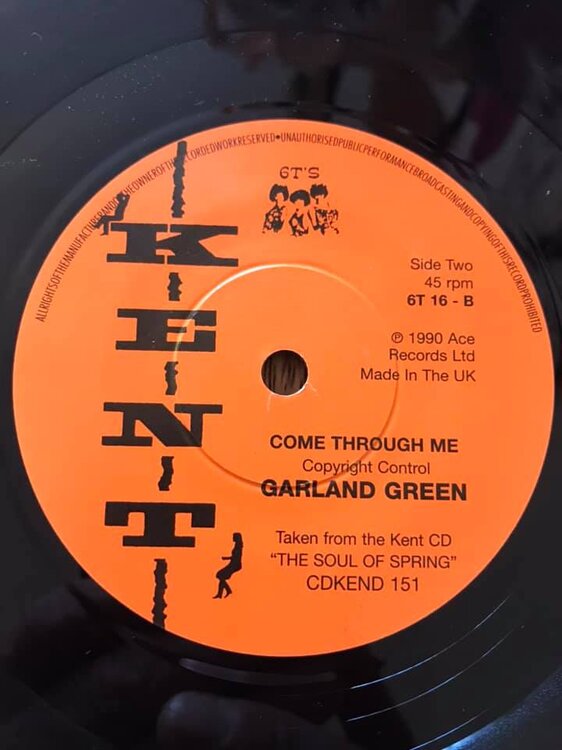 ALLRIGHTSOFTHEMANUFACTURERANDOFTHEOWNEROFTHERECORDEDWORKRESERVED•UNAUTHORISEDPUBLICPERFORMANCEBROADCASTINGANDCOPYINGOFTHISRECORDPROHIBITED
6T'S
KENT
Side Two
45 rpm
6T 16 - B
℗ 1990 Ace
Records Ltd
Made In The UK
COME THROUGH ME
Copyright Control
GARLAND GREEN
Taken from the Kent CD
“THE SOUL OF SPRING”
CDKEND 151